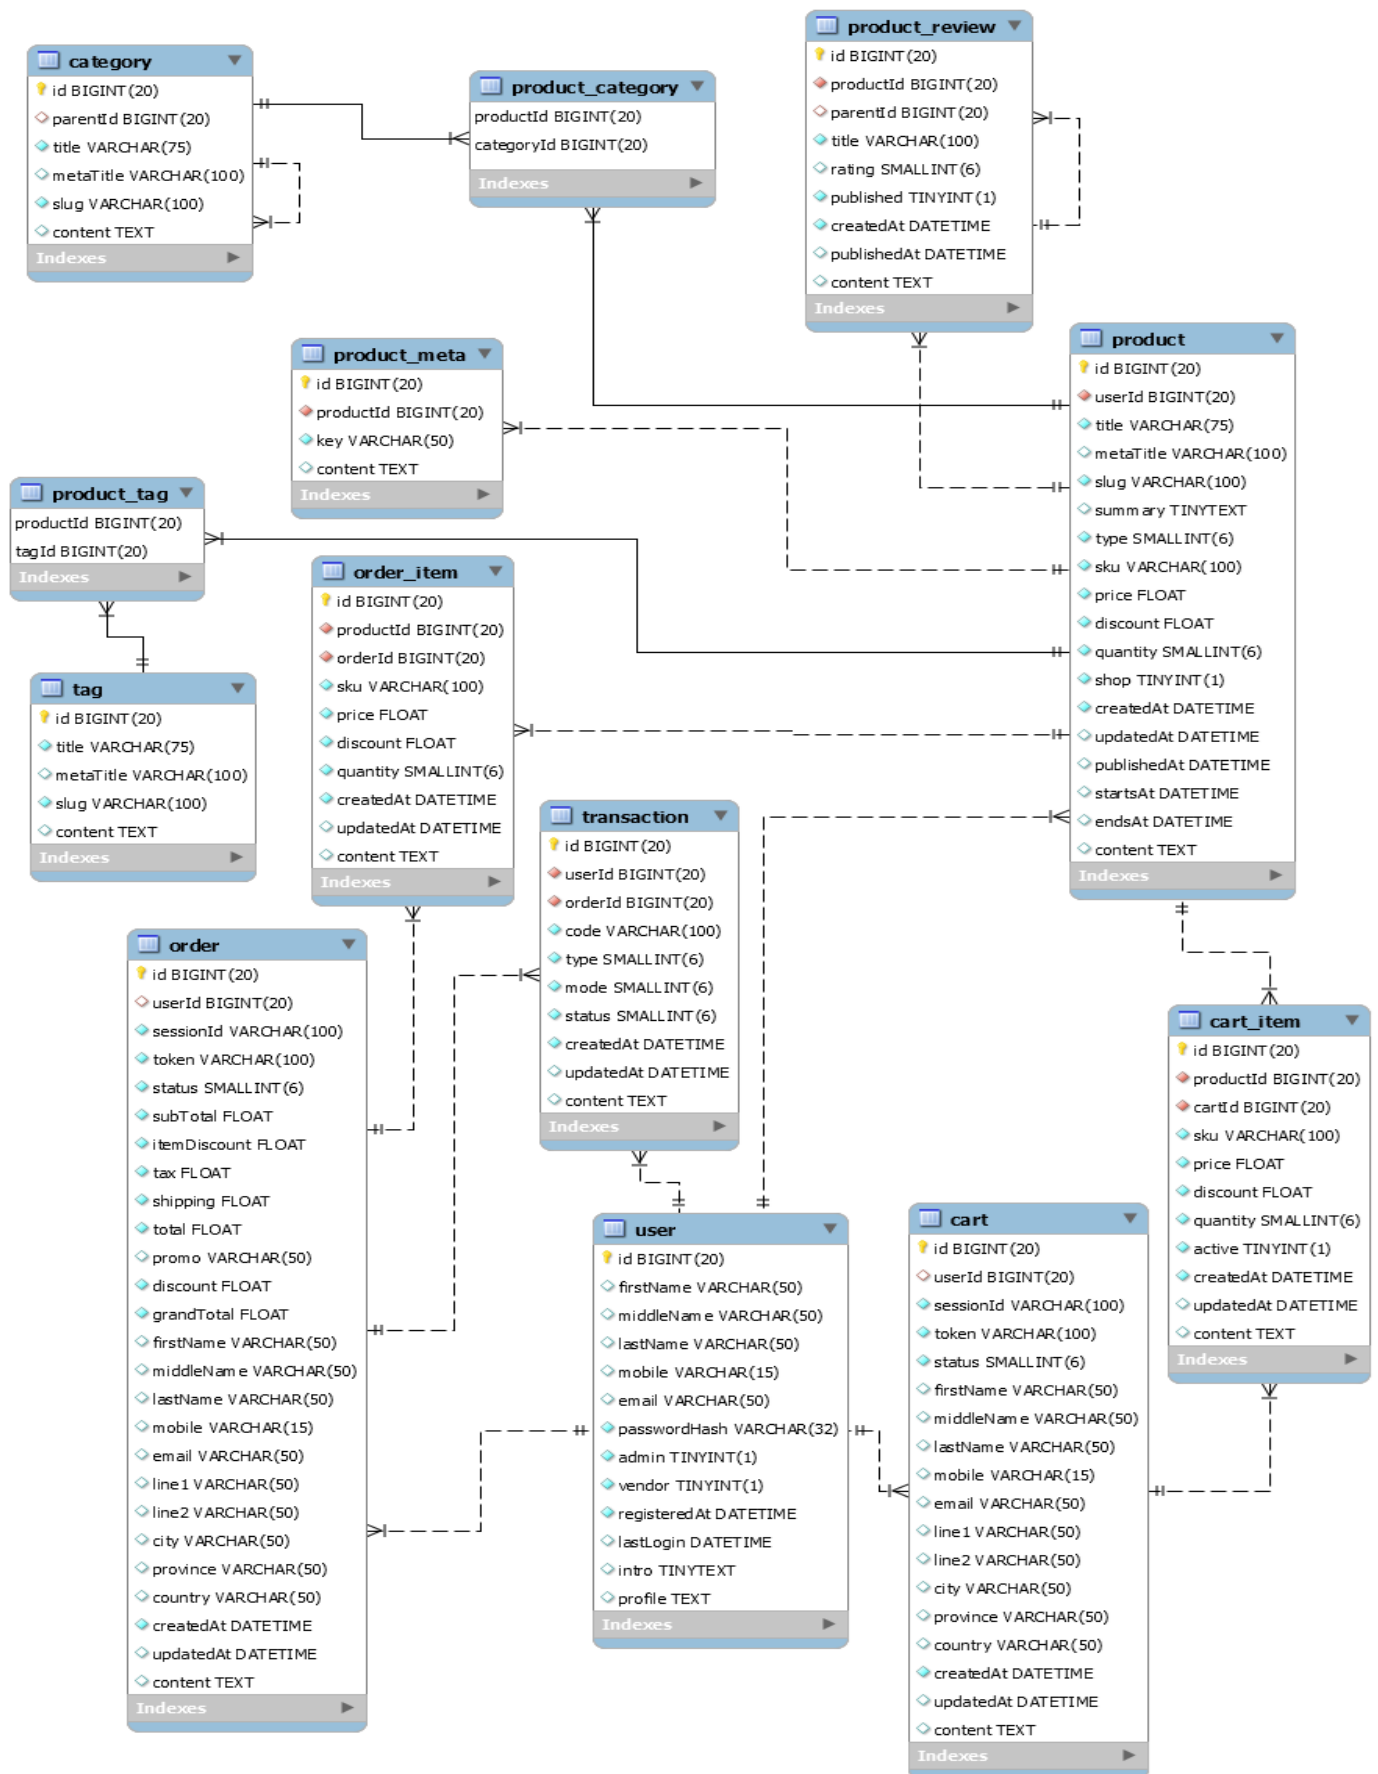 category
id BIGINT(20)
parentId BIGINT(20)
title VARCHAR(75)
metaTitle VARCHAR(100)
slug VARCHAR(100)
content TEXT
Indexes
product_category
productId BIGINT(20)
categoryId BIGINT(20)
Indexes
product_review
id BIGINT(20)
productId BIGINT(20)
parentId BIGINT(20)
title VARCHAR(100)
rating SMALLINT(6)
published TINYINT(1)
createdAt DATETIME
publishedAt DATETIME
content TEXT
Indexes
product_meta
id BIGINT(20)
productId BIGINT(20)
key VARCHAR(50)
content TEXT
Indexes
product
id BIGINT(20)
userId BIGINT(20)
title VARCHAR(75)
metaTitle VARCHAR(100)
slug VARCHAR(100)
summary TINYTEXT
type SMALLINT(6)
sku VARCHAR(100)
price FLOAT
discount FLOAT
quantity SMALLINT(6)
shop TINYINT(1)
createdAt DATETIME
updatedAt DATETIME
publishedAt DATETIME
startsAt DATETIME
endsAt DATETIME
content TEXT
Indexes
product_tag
productId BIGINT(20)
tagId BIGINT(20)
Indexes
order_item
id BIGINT(20)
productId BIGINT(20)
orderId BIGINT(20)
sku VARCHAR(100)
price FLOAT
discount FLOAT
quantity SMALLINT(6)
createdAt DATETIME
updatedAt DATETIME
content TEXT
Indexes
tag
id BIGINT(20)
title VARCHAR(75)
metaTitle VARCHAR(100)
slug VARCHAR(100)
content TEXT
Indexes
transaction
id BIGINT(20)
userId BIGINT(20)
orderId BIGINT(20)
code VARCHAR(100)
type SMALLINT(6)
mode SMALLINT(6)
status SMALLINT(6)
createdAt DATETIME
updatedAt DATETIME
content TEXT
Indexes
order
id BIGINT(20)
userId BIGINT(20)
sessionId VARCHAR(100)
token VARCHAR(100)
status SMALLINT(6)
subTotal FLOAT
itemDiscount FLOAT
tax FLOAT
shipping FLOAT
total FLOAT
promo VARCHAR(50)
discount FLOAT
grandTotal FLOAT
firstName VARCHAR(50)
middleName VARCHAR(50)
lastName VARCHAR(50)
mobile VARCHAR(15)
email VARCHAR(50)
line1 VARCHAR(50)
line2 VARCHAR(50)
city VARCHAR(50)
province VARCHAR(50)
country VARCHAR(50)
createdAt DATETIME
updatedAt DATETIME
content TEXT
Indexes
user
id BIGINT(20)
firstName VARCHAR(50)
middleName VARCHAR(50)
lastName VARCHAR(50)
mobile VARCHAR(15)
email VARCHAR(50)
passwordHash VARCHAR(32)
admin TINYINT(1)
vendor TINYINT(1)
registeredAt DATETIME
lastLogin DATETIME
intro TINYTEXT
profile TEXT
Indexes
cart
id BIGINT(20)
userId BIGINT(20)
sessionId VARCHAR(100)
token VARCHAR(100)
status SMALLINT(6)
firstName VARCHAR(50)
middleName VARCHAR(50)
lastName VARCHAR(50)
mobile VARCHAR(15)
email VARCHAR(50)
line1 VARCHAR(50)
line2 VARCHAR(50)
city VARCHAR(50)
province VARCHAR(50)
country VARCHAR(50)
createdAt DATETIME
updatedAt DATETIME
content TEXT
Indexes
cart_item
id BIGINT(20)
productId BIGINT(20)
cartId BIGINT(20)
sku VARCHAR(100)
price FLOAT
discount FLOAT
quantity SMALLINT(6)
active TINYINT(1)
createdAt DATETIME
updatedAt DATETIME
content TEXT
Indexes